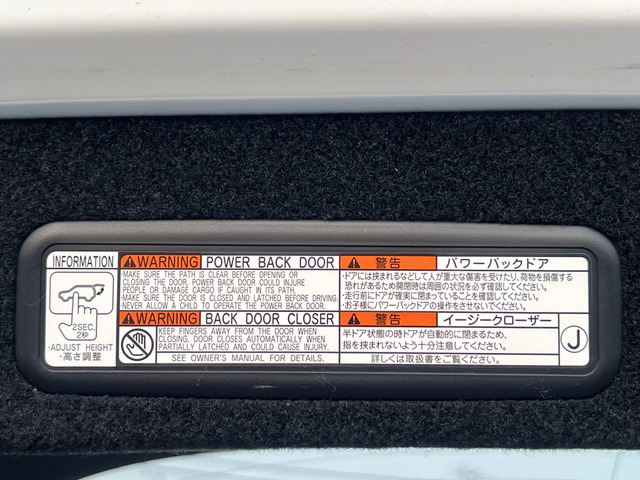 INFORMATION
2SEC.
2秒
・ADJUST HEIGHT
・高さ調整
WARNING POWER BACK DOOR
・MAKE SURE THE PATH IS CLEAR BEFORE OPENING OR
CLOSING THE DOOR. POWER BACK DOOR COULD INJURE
PEOPLE OR DAMAGE CARGO IF CAUGHT IN ITS PATH.
・MAKE SURE THE DOOR IS CLOSED AND LATCHED BEFORE DRIVING.
・NEVER ALLOW A CHILD TO OPERATE THE POWER BACK DOOR.
WARNING BACK DOOR CLOSER
KEEP FINGERS AWAY FROM THE DOOR WHEN
CLOSING. DOOR CLOSES AUTOMATICALLY WHEN
PARTIALLY LATCHED AND COULD CAUSE INJURY.
SEE OWNER'S MANUAL FOR DETAILS.
警告 パワーバックドア
・ドアには挟まれるなどして人が重大な傷害を受けたり、荷物を損傷する
恐れがあるため開閉時は周囲の状況を必ず確認してください。
・走行前にドアが確実に閉まっていることを確認してください。
・お子様にパワーバックドアの操作をさせないでください。
警告 イージークローザー
半ドア状態の時ドアが自動的に閉まるため、
指を挟まれないよう十分注意してください。
詳しくは取扱書をご覧ください。
J